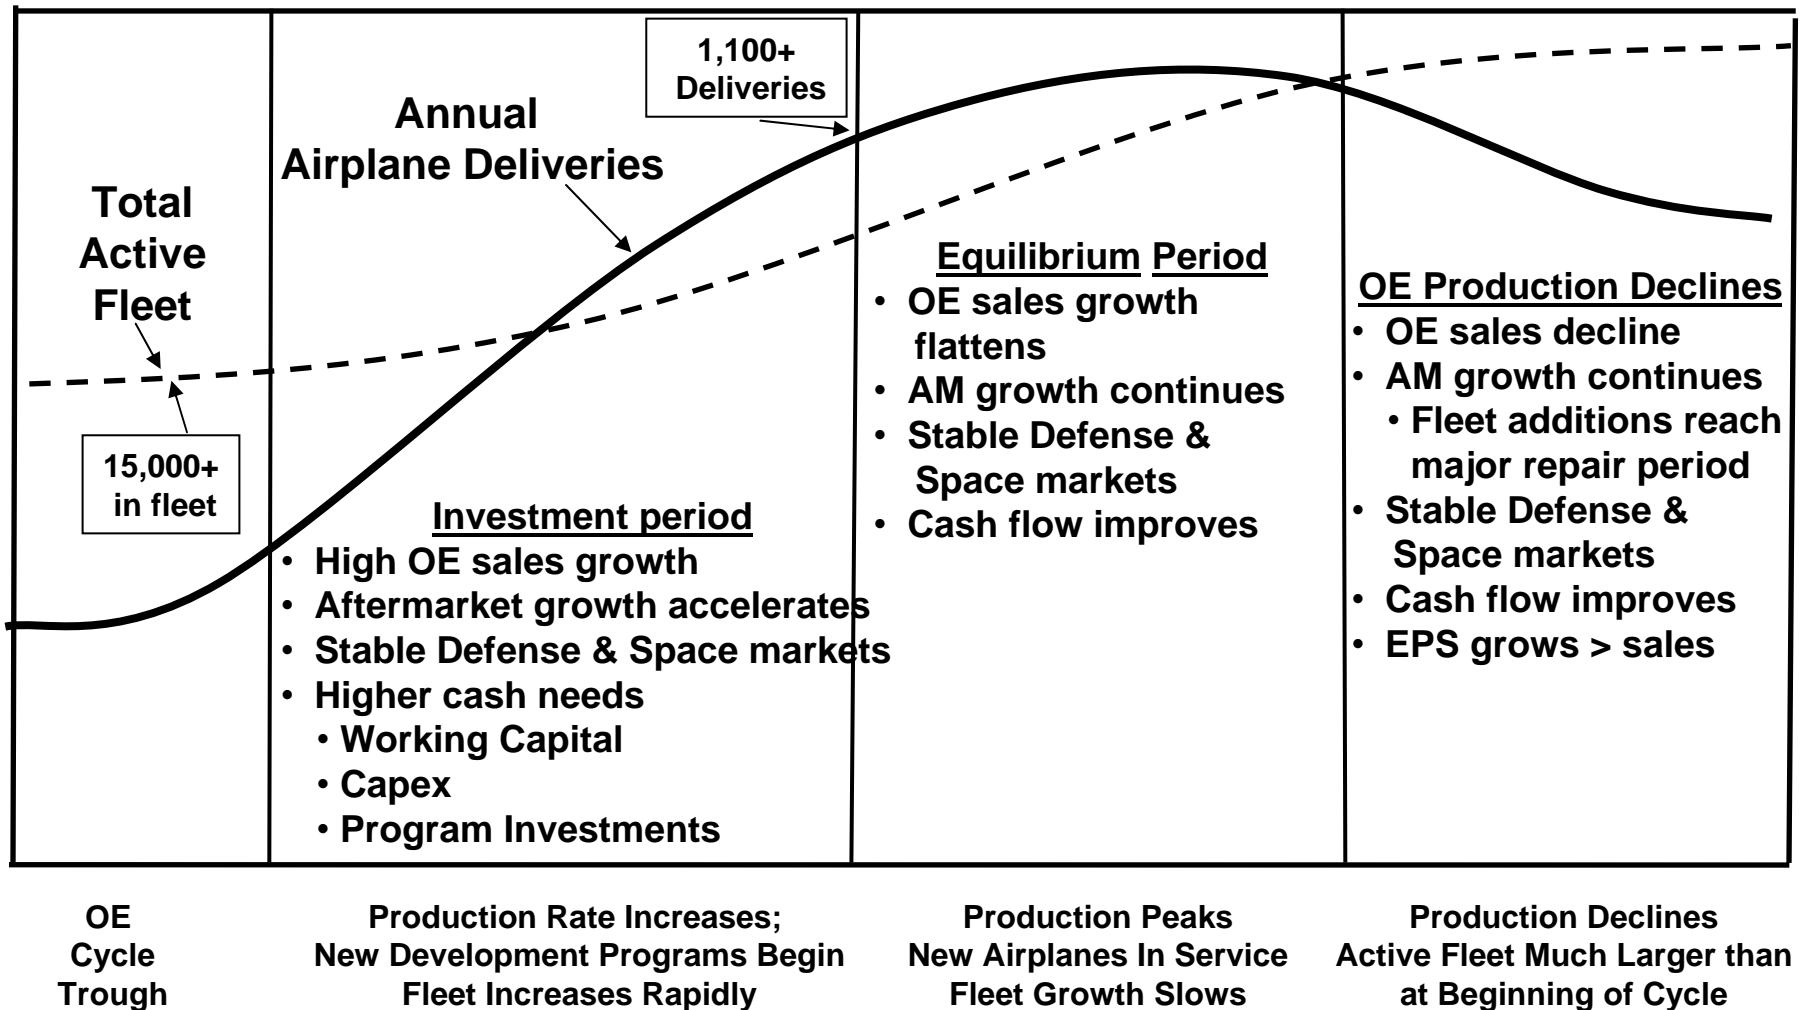 Total
Active
Fleet
15,000+
in fleet
Annual
Airplane Deliveries
1,100+
Deliveries
Investment period
• High OE sales growth
• Aftermarket growth accelerates
• Stable Defense & Space markets
• Higher cash needs
• Working Capital
• Capex
• Program Investments
Equilibrium Period
• OE sales growth
flattens
• AM growth continues
• Stable Defense &
Space markets
• Cash flow improves
OE Production Declines
• OE sales decline
• AM growth continues
• Fleet additions reach
major repair period
• Stable Defense &
Space markets
• Cash flow improves
• EPS grows > sales
OE
Cycle
Trough
Production Rate Increases;
New Development Programs Begin
Fleet Increases Rapidly
Production Peaks
New Airplanes In Service
Fleet Growth Slows
Production Declines
Active Fleet Much Larger than
at Beginning of Cycle